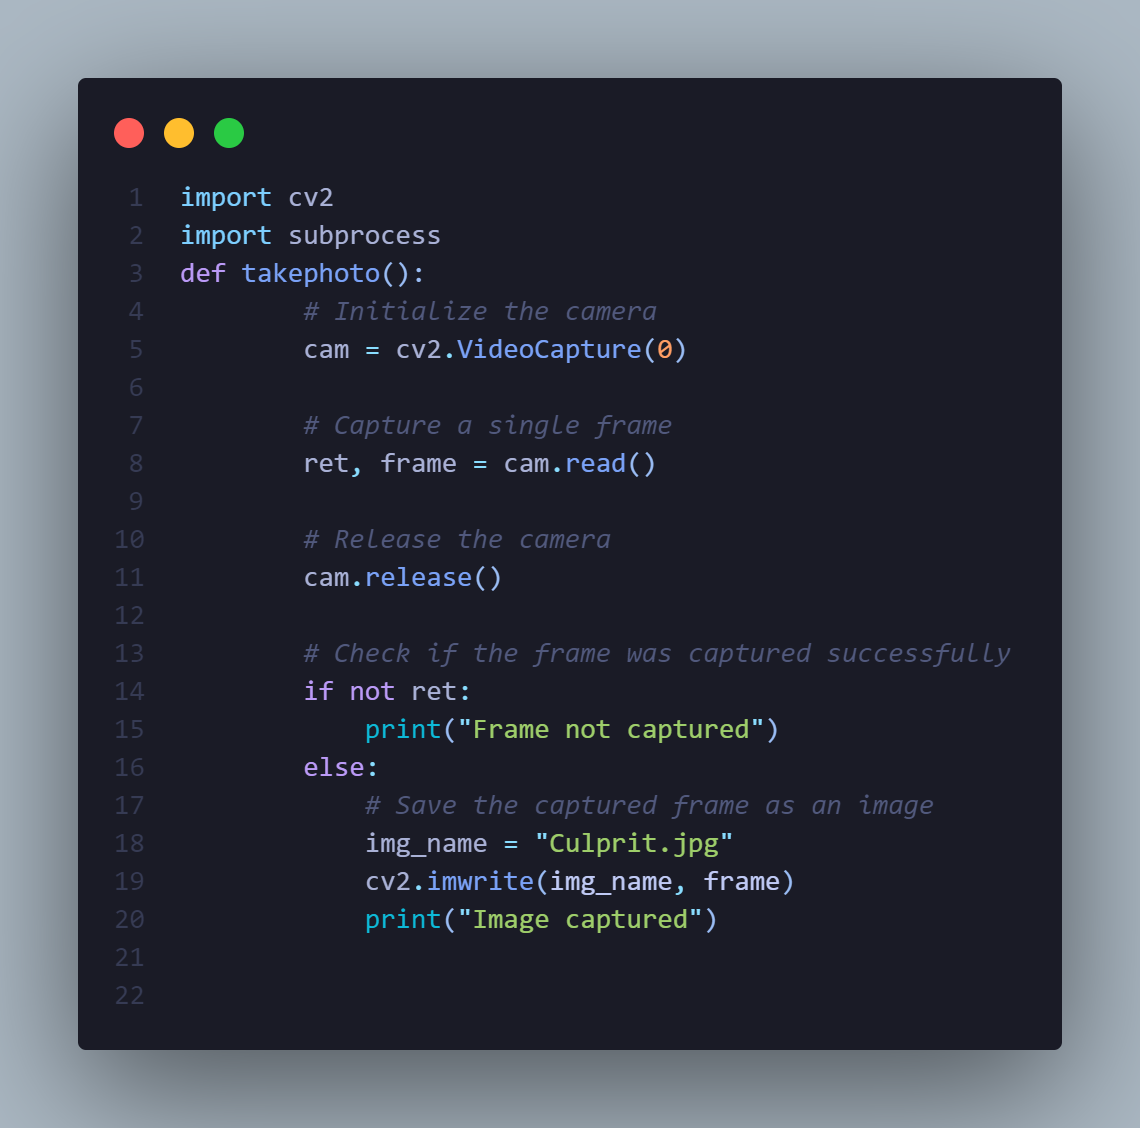 1 import cv2
2 import subprocess
3 def takephoto():
4         # Initialize the camera
5         cam = cv2.VideoCapture(0)
6
7         # Capture a single frame
8         ret, frame = cam.read()
9
10         # Release the camera
11         cam.release()
12
13         # Check if the frame was captured successfully
14         if not ret:
15             print("Frame not captured")
16         else:
17             # Save the captured frame as an image
18             img_name = "Culprit.jpg"
19             cv2.imwrite(img_name, frame)
20             print("Image captured")
21
22